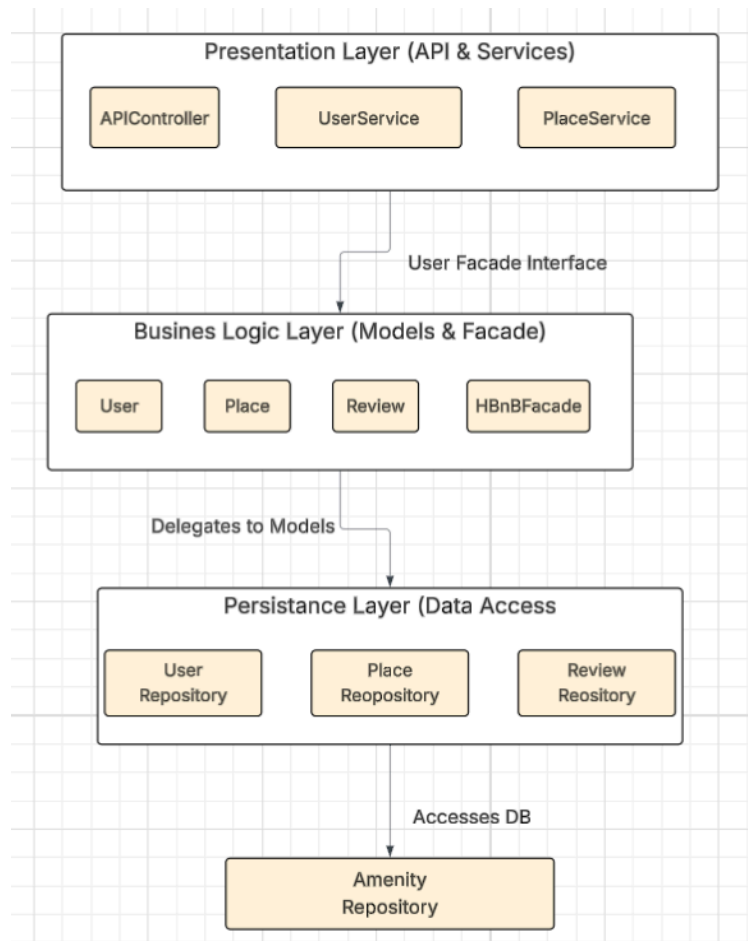 Presentation Layer (API & Services)
APIController
UserService
PlaceService
User Facade Interface
Busines Logic Layer (Models & Facade)
User
Place
Review
HBnBFacade
Delegates to Models
Persistance Layer (Data Access
User
Repository
Place
Reopository
Review
Reository
Accesses DB
Amenity
Repository